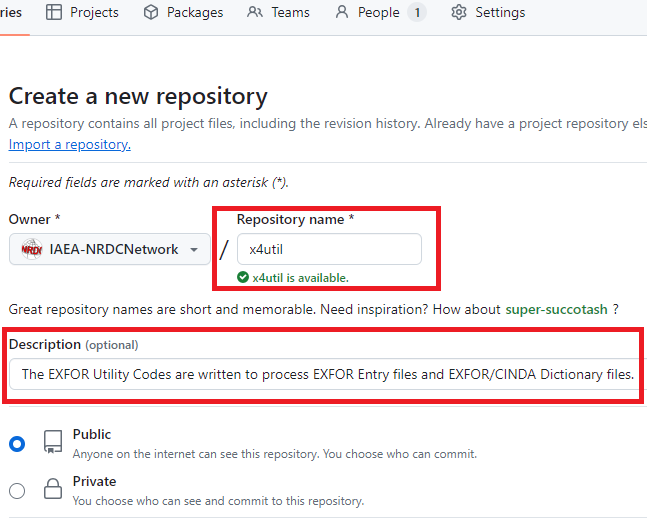 ries Projects Packages Teams People 1 Settings
Create a new repository
A repository contains all project files, including the revision history. Already have a project repository els
Import a repository.
Required fields are marked with an asterisk (*).
Owner * Repository name *
NRDC IAEA-NRDCNetwork / x4util
x4util is available.
Great repository names are short and memorable. Need inspiration? How about super-succotash ?
Description (optional)
The EXFOR Utility Codes are written to process EXFOR Entry files and EXFOR/CINDA Dictionary files.
Public
Anyone on the internet can see this repository. You choose who can commit.
Private
You choose who can see and commit to this repository.